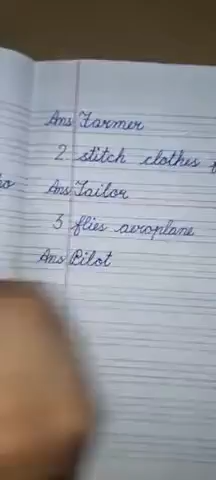 Ans Farmer
2 stitch clothes
Ans Tailor
3 flies aeroplane
Ans Pilot